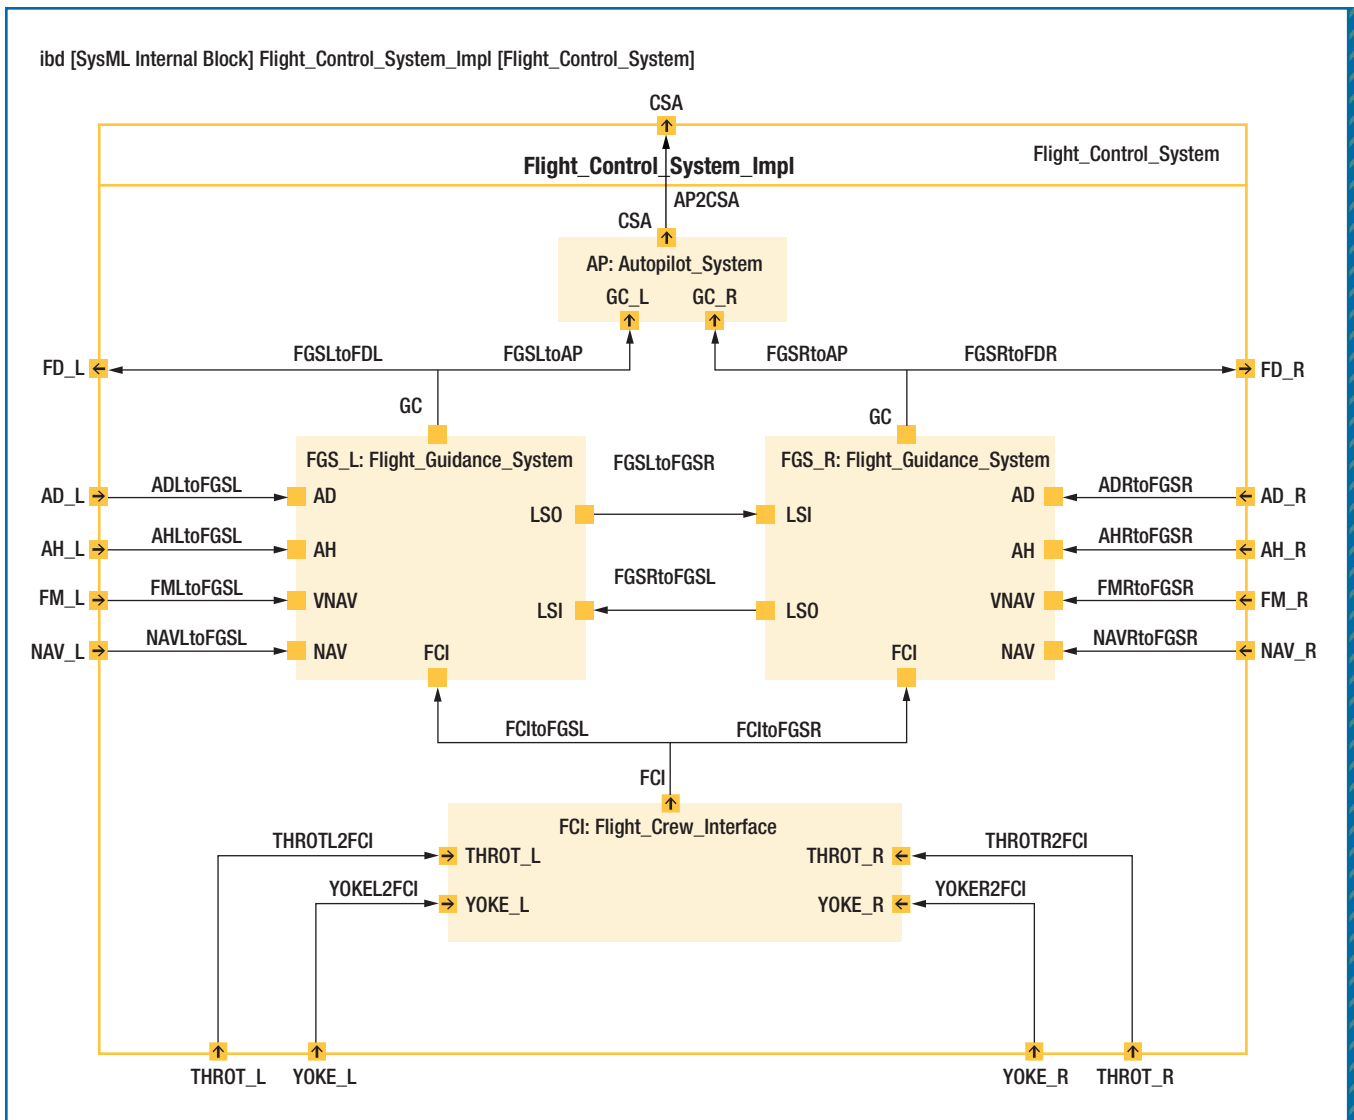 ibd [SysML Internal Block] Flight_Control_System_Impl [Flight_Control_System]
CSA
Flight_Control_System
Flight_Control_System_Impl
AP2CSA
CSA
AP: Autopilot_System
GC_L GC_R
FGSLtoFDL FGSLtoAP FGSRtoAP FGSRtoFDR
FD_L FD_R
GC GC
FGS_L: Flight_Guidance_System FGSLtoFGSR FGS_R: Flight_Guidance_System
AD_L ADLtoFGSL AD AD ADRtoFGSR AD_R
LSO LSI
AH_L AHLtoFGSL AH AH AHRtoFGSR AH_R
FGSRtoFGSL
FM_L FMLtoFGSL VNAV VNAV FMRtoFGSR FM_R
LSI LSO
NAV_L NAVLtoFGSL NAV FCI FCI NAV NAVRtoFGSR NAV_R
FCItoFGSL FCItoFGSR
FCI
FCI: Flight_Crew_Interface
THROTL2FCI THROT_L THROT_R THROTR2FCI
YOKEL2FCI YOKE_L YOKE_R YOKER2FCI
THROT_L YOKE_L YOKE_R THROT_R